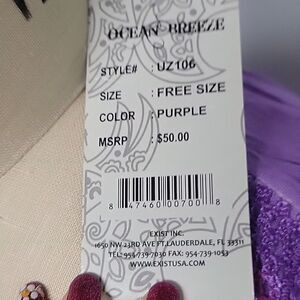 OCEAN BREEZE
STYLE# : UZ106
SIZE : FREE SIZE
COLOR : PURPLE
MSRP : $50.00
8 47460 00700 8
EXIST INC.
1650 NW 23RD AVE FT.LAUDERDALE, FL 33311
TEL: 954-739-7030 FAX: 954-739-1053
WWW.EXISTUSA.COM